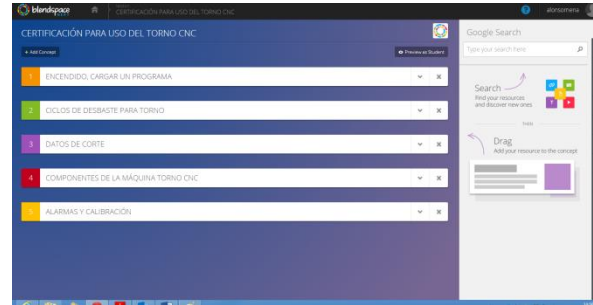 blendspace
CERTIFICACIÓN PARA USO DEL TORNO CNC
? alorsomena
CERTIFICACIÓN PARA USO DEL TORNO CNC
+ Add Concept
Preview as Student
1 ENCENDIDO, CARGAR UN PROGRAMA
2 CICLOS DE DESBASTE PARA TORNO
3 DATOS DE CORTE
4 COMPONENTES DE LA MÁQUINA TORNO CNC
5 ALARMAS Y CALIBRACIÓN
Google Search
Type your search here
Search
Find your resources
and discover new ones
THEN
Drag
Add your resource to the concept